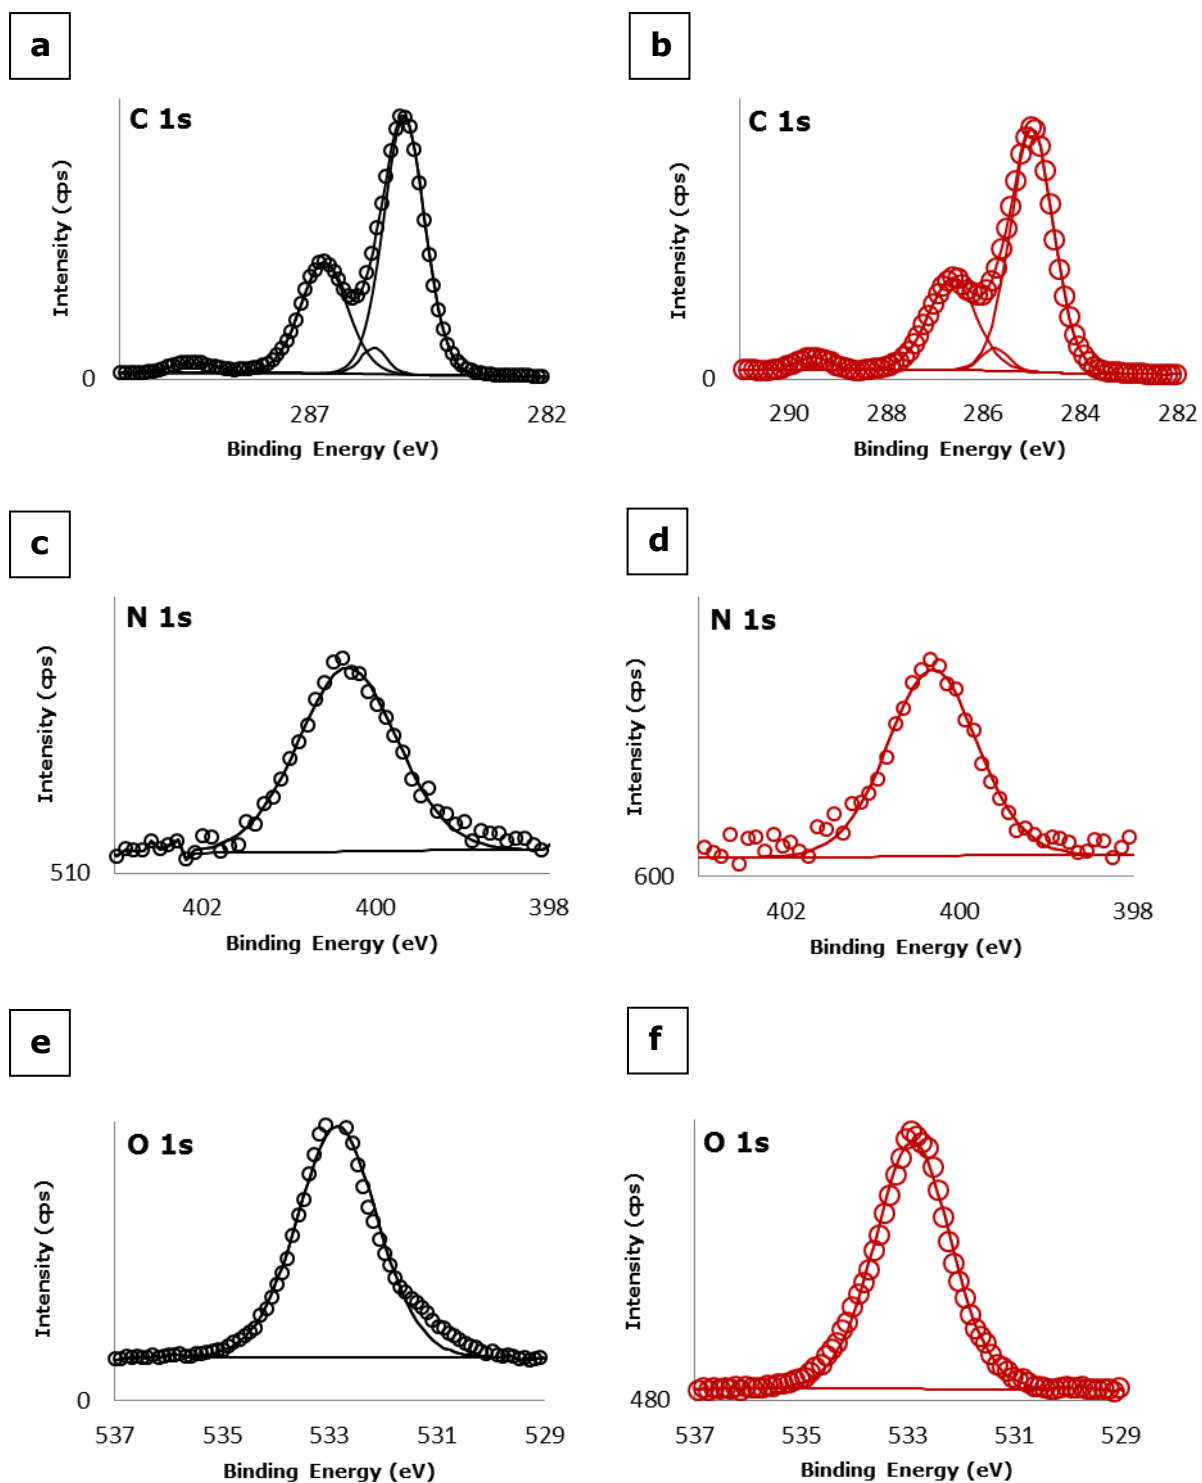 a
b
C 1s
C 1s
Intensity (cps)
Intensity (cps)
0
0
287
282
290
288
286
284
282
Binding Energy (eV)
Binding Energy (eV)
c
d
N 1s
N 1s
Intensity (cps)
Intensity (cps)
510
600
402
400
398
402
400
398
Binding Energy (eV)
Binding Energy (eV)
e
f
O 1s
O 1s
Intensity (cps)
Intensity (cps)
0
480
537
535
533
531
529
537
535
533
531
529
Binding Energy (eV)
Binding Energy (eV)